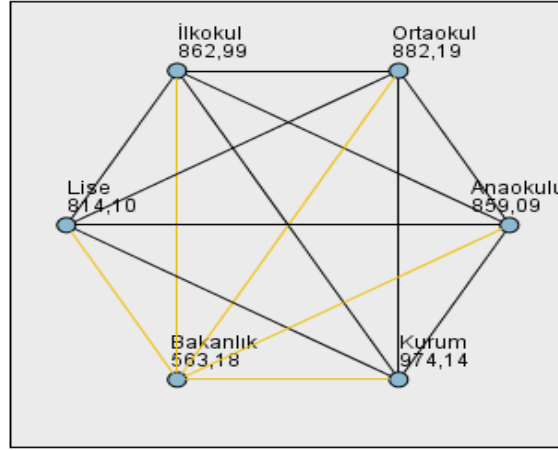 İlkokul
862,99
Ortaokul
882,19
Lise
814,10
Anaokulu
859,09
Bakanlık
563,18
Kurum
974,14